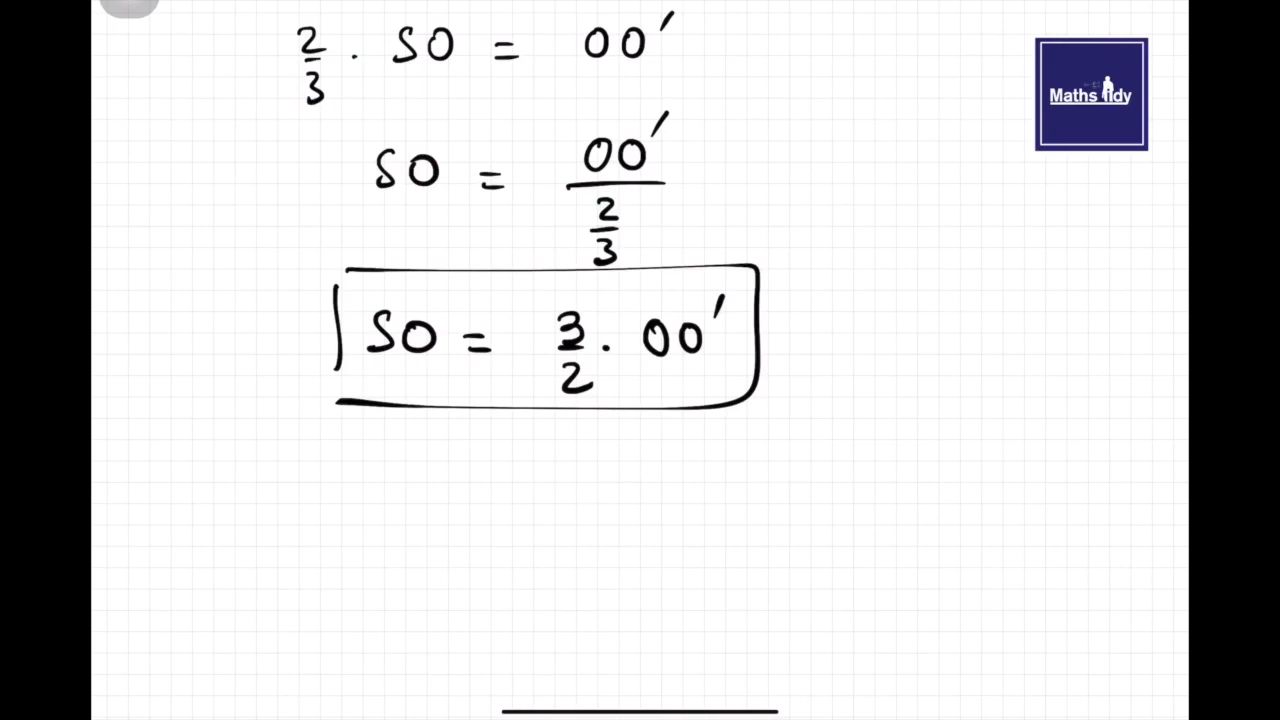 2/3 . SO = OO'
SO = OO' / 2/3
SO = 3/2 . OO'
Maths tidy